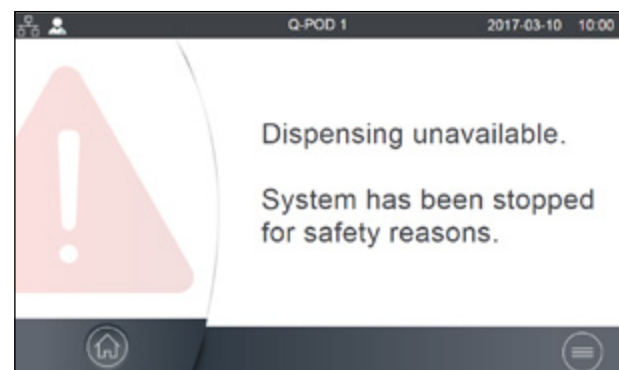 Q-POD 1 2017-03-10 10:00
Dispensing unavailable.
System has been stopped
for safety reasons.